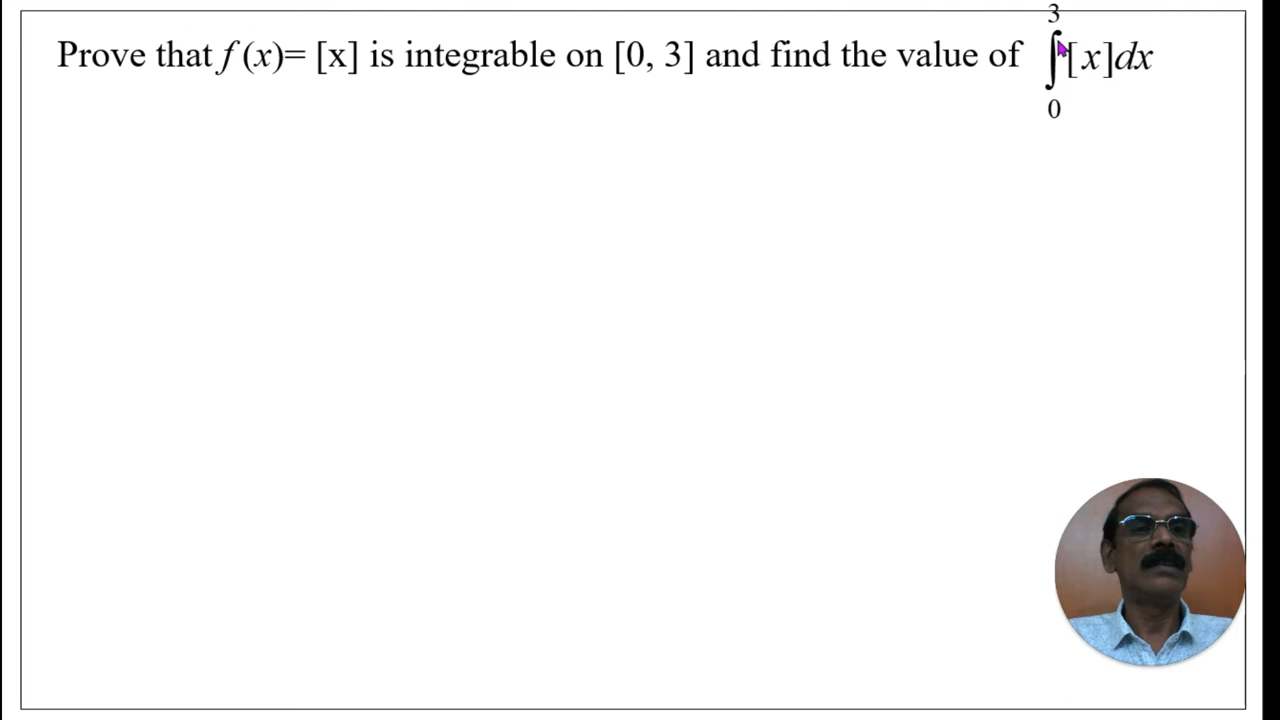 Prove that f (x)= [x] is integrable on [0, 3] and find the value of ∫₀³ [x]dx